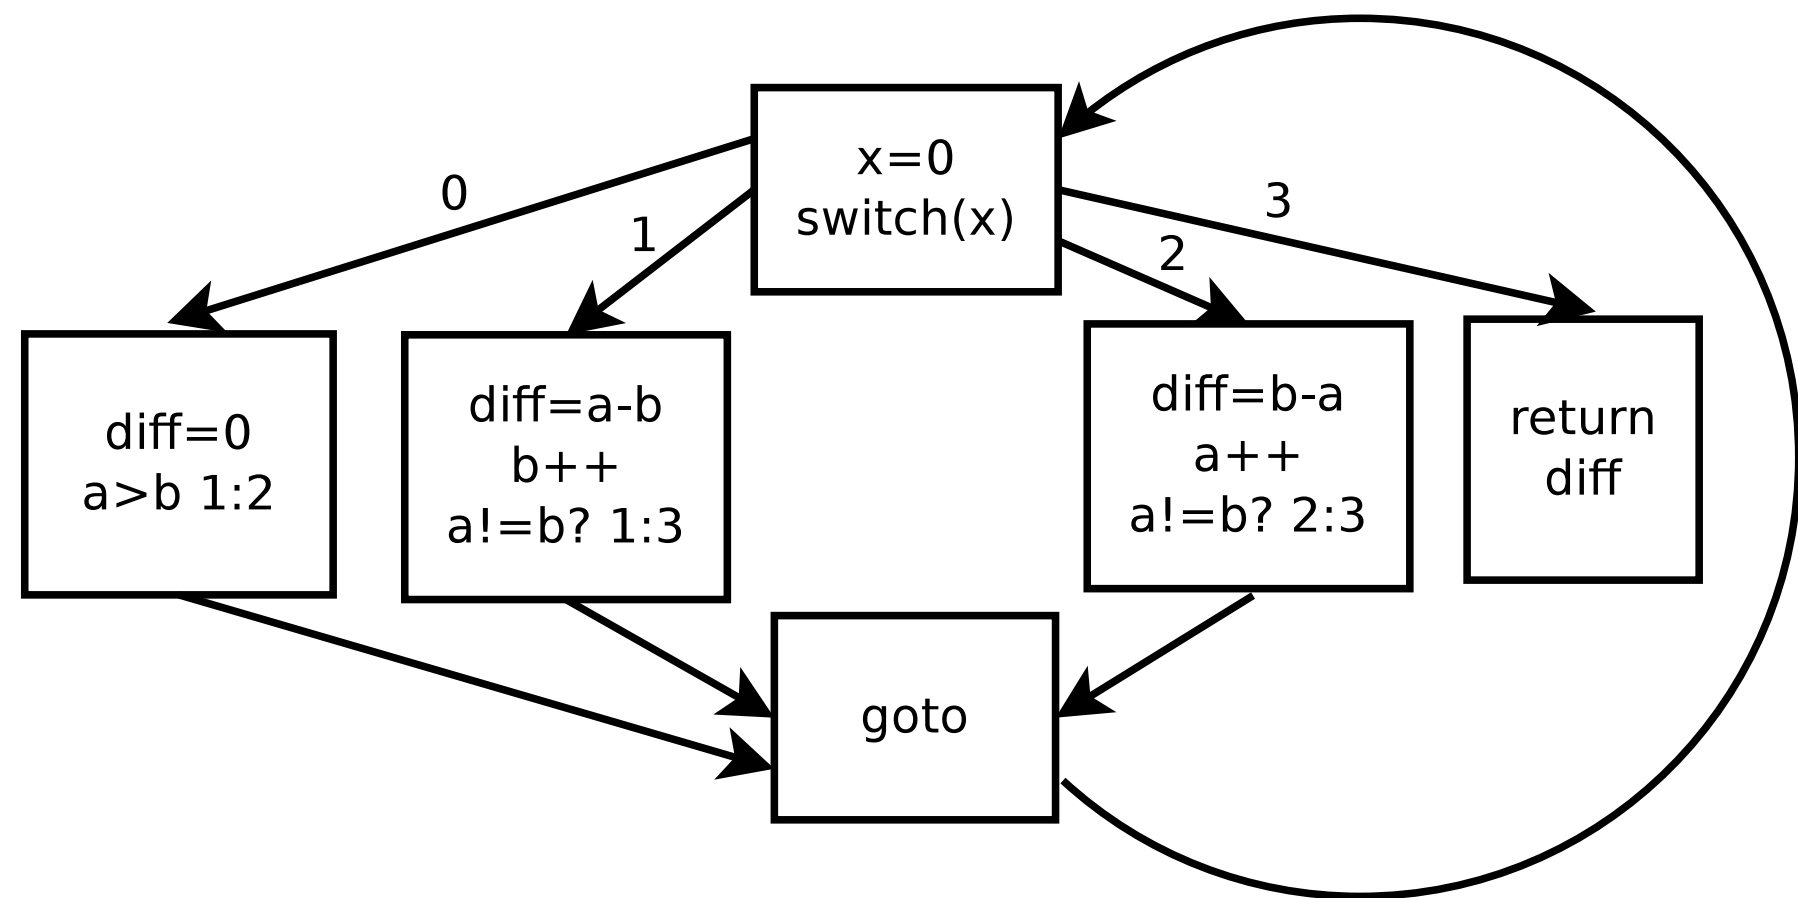 x=0
switch(x)
0
1
2
3
diff=0
a>b 1:2
diff=a-b
b++
a!=b? 1:3
diff=b-a
a++
a!=b? 2:3
return
diff
goto